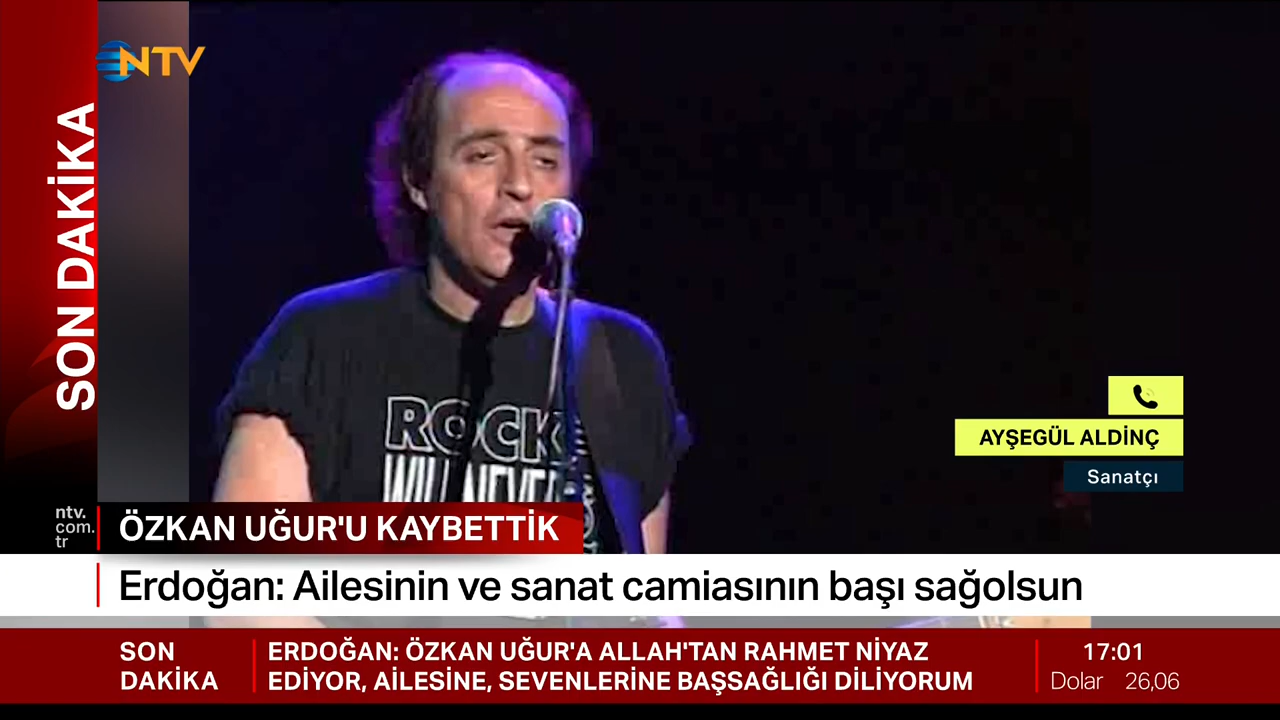 NTV
SON DAKİKA
ROCK
WILL NEVER
AYŞEGÜL ALDİNÇ
Sanatçı
ntv.
com.
tr
ÖZKAN UĞUR'U KAYBETTİK
Erdoğan: Ailesinin ve sanat camiasının başı sağolsun
SON
DAKİKA
ERDOĞAN: ÖZKAN UĞUR'A ALLAH'TAN RAHMET NİYAZ
EDİYOR, AİLESİNE, SEVENLERİNE BAŞSAĞLIĞI DİLİYORUM
17:01
Dolar 26,06